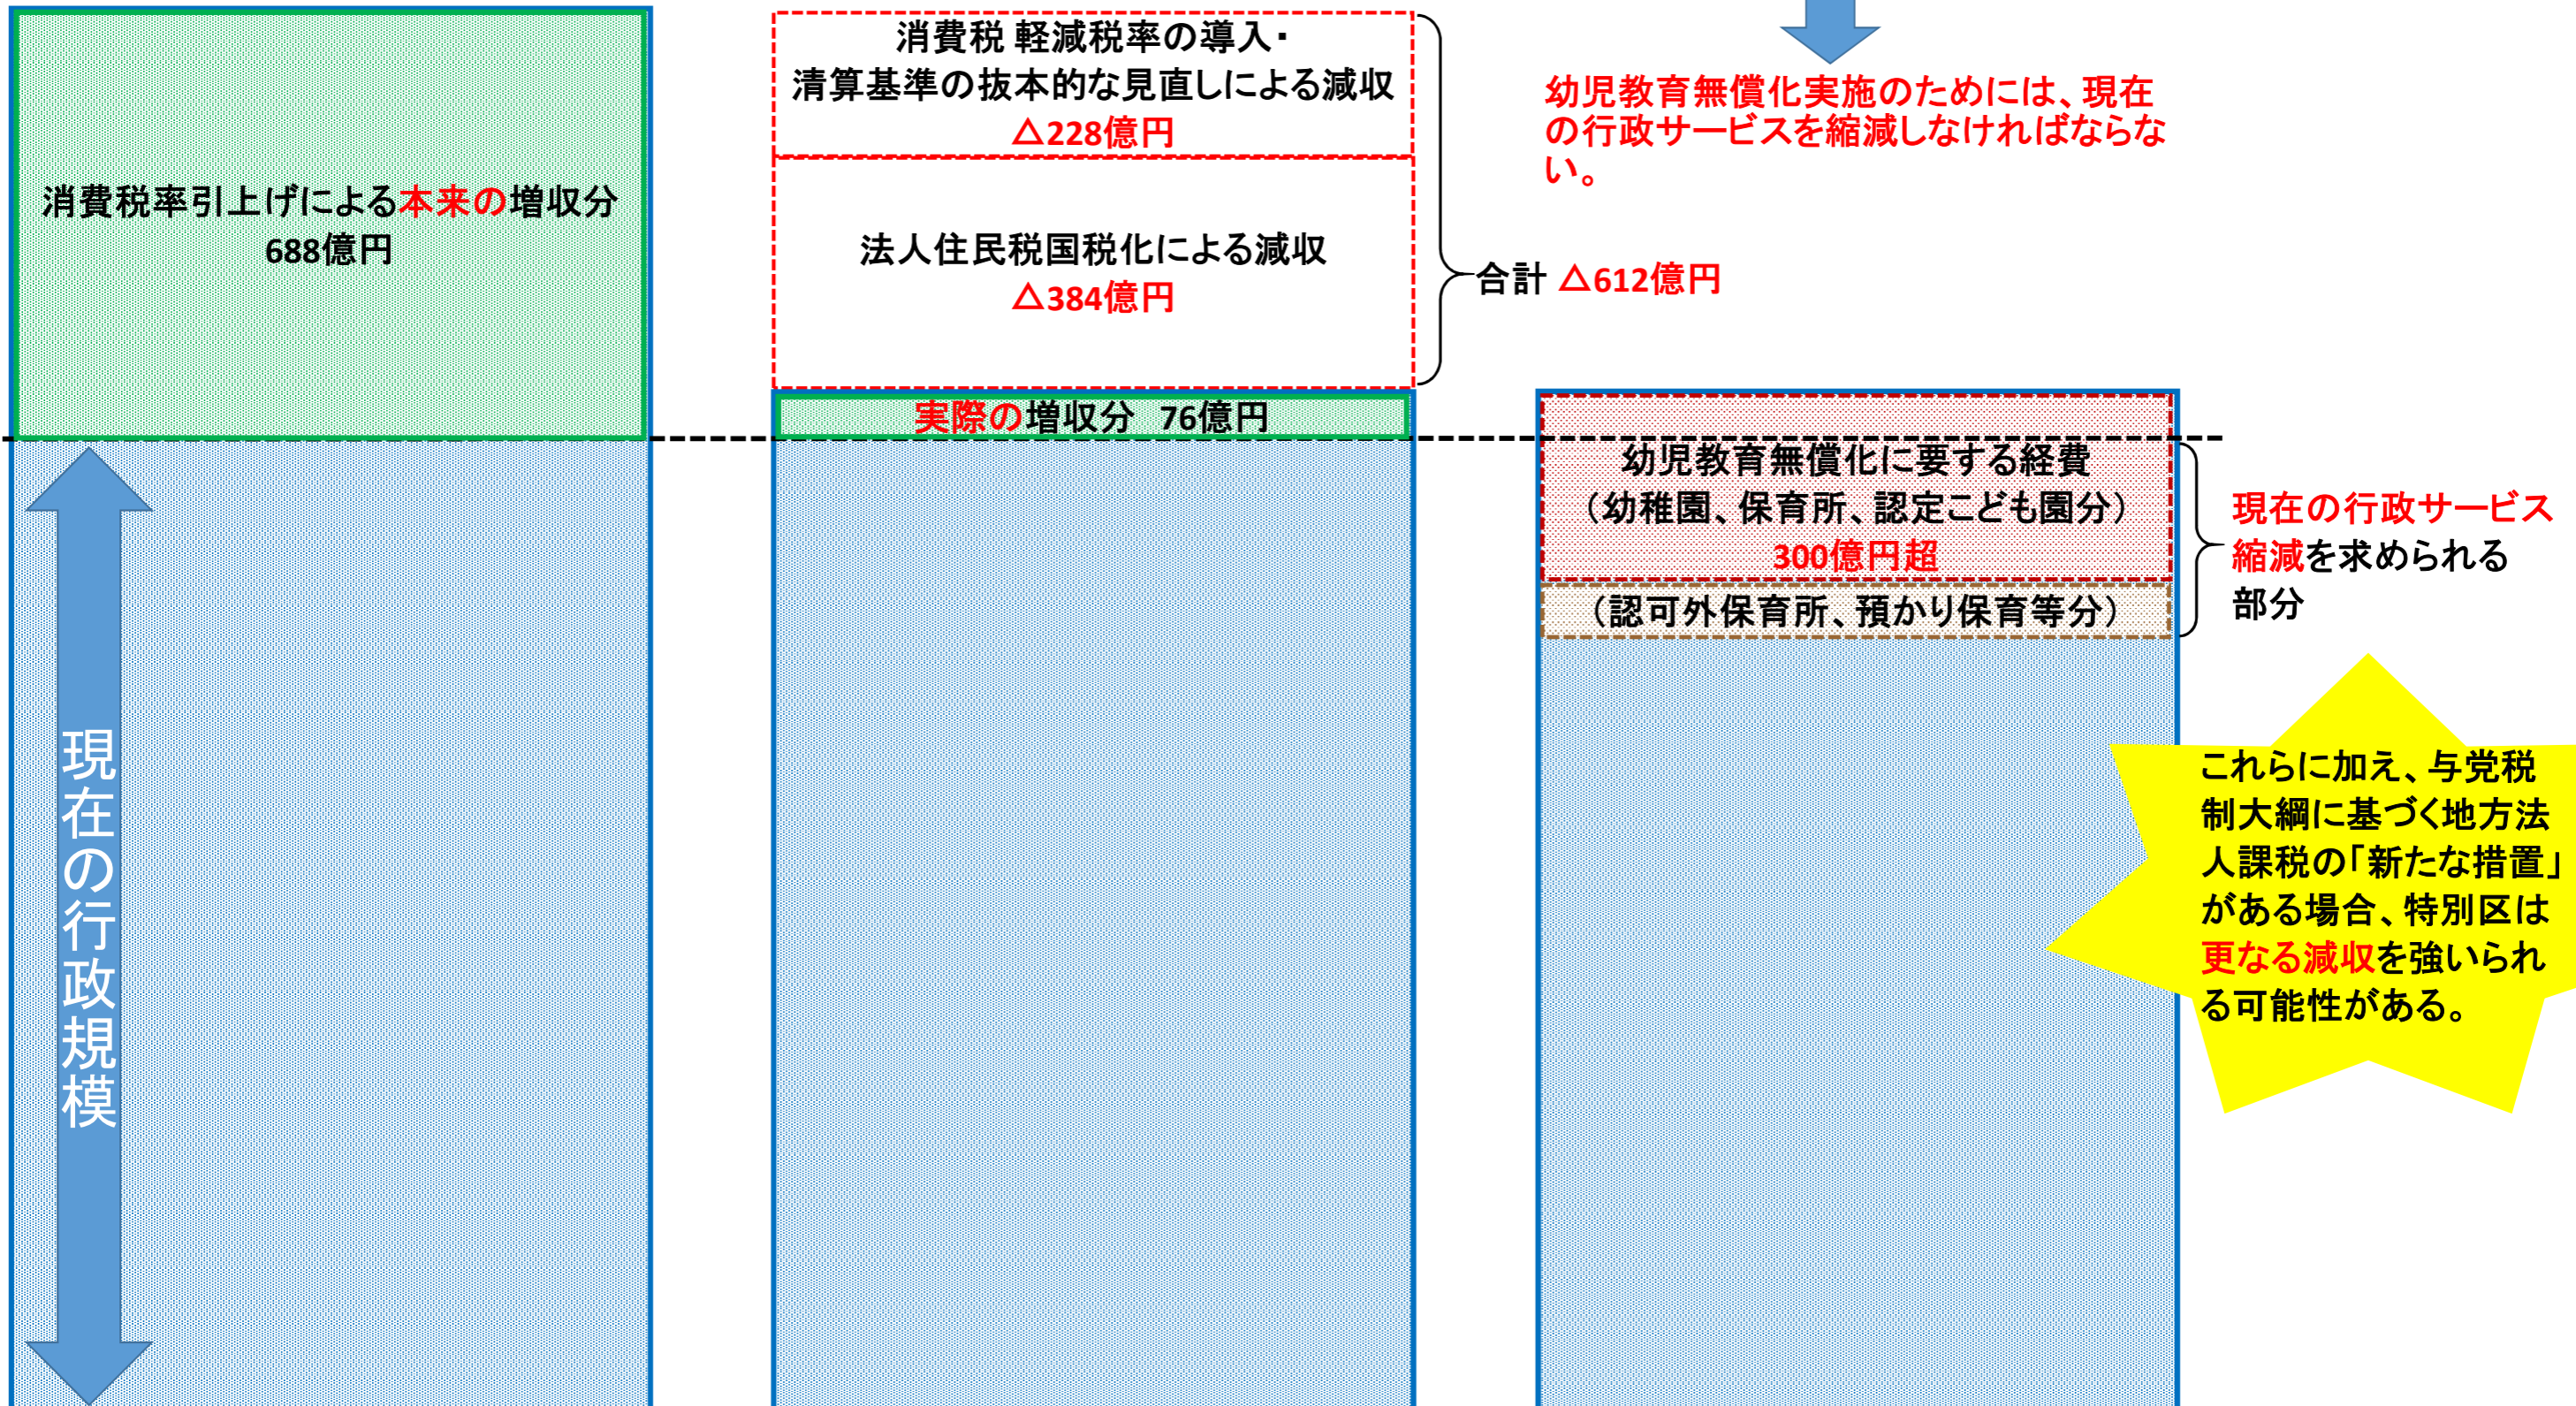 消費税率引上げによる本来の増収分
688億円
現在の行政規模
消費税 軽減税率の導入・
清算基準の抜本的な見直しによる減収
△228億円
法人住民税国税化による減収
△384億円
合計 △612億円
実際の増収分 76億円
幼児教育無償化実施のためには、現在
の行政サービスを縮減しなければならな
い。
幼児教育無償化に要する経費
（幼稚園、保育所、認定こども園分）
300億円超
（認可外保育所、預かり保育等分）
現在の行政サービス
縮減を求められる
部分
これらに加え、与党税
制大綱に基づく地方法
人課税の「新たな措置」
がある場合、特別区は
更なる減収を強いられ
る可能性がある。